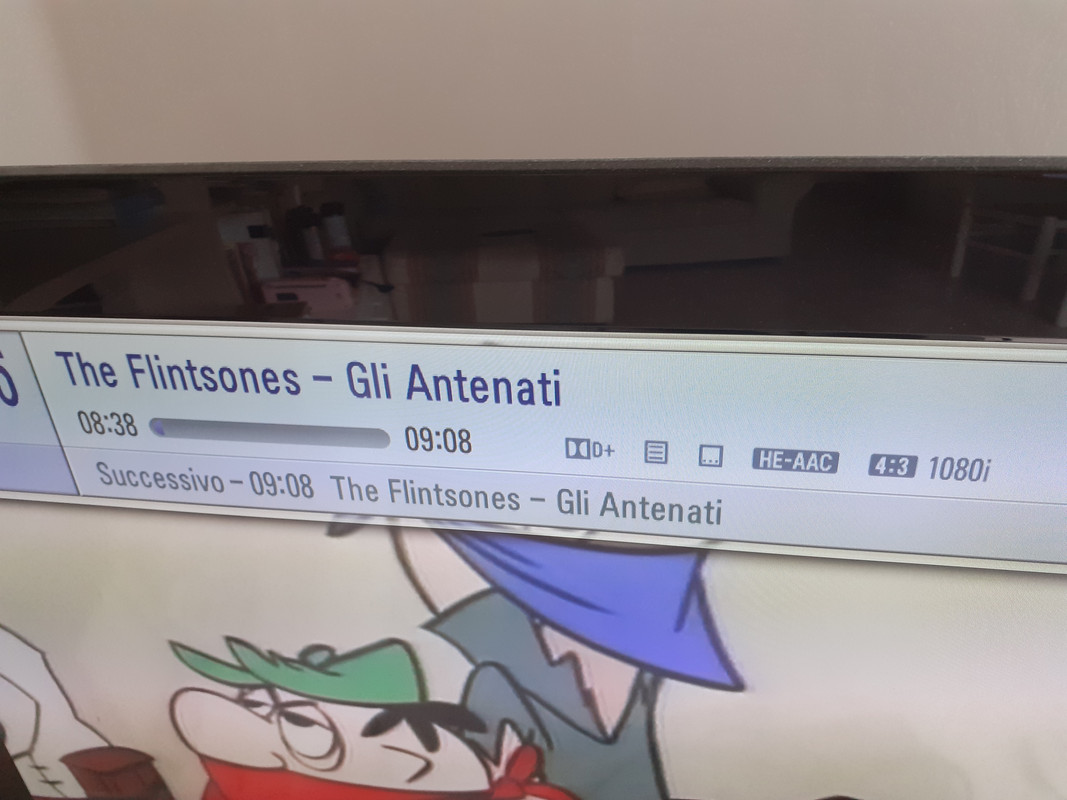 The Flintsones – Gli Antenati
08:38 09:08 D+ HE-AAC 4:3 1080i
Successivo – 09:08 The Flintsones – Gli Antenati